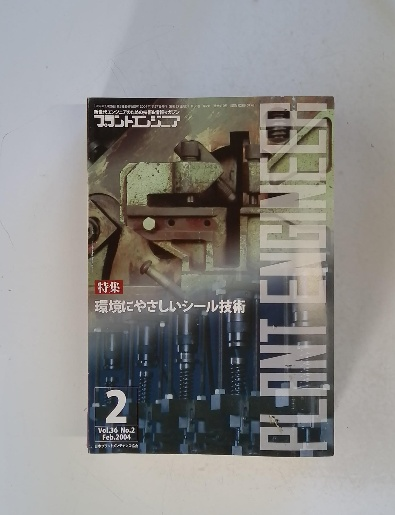 プラントエンジニア
PLANT ENGINEER
特集
環境にやさしいシール技術
2
Vol.36 No.2
Feb.2004